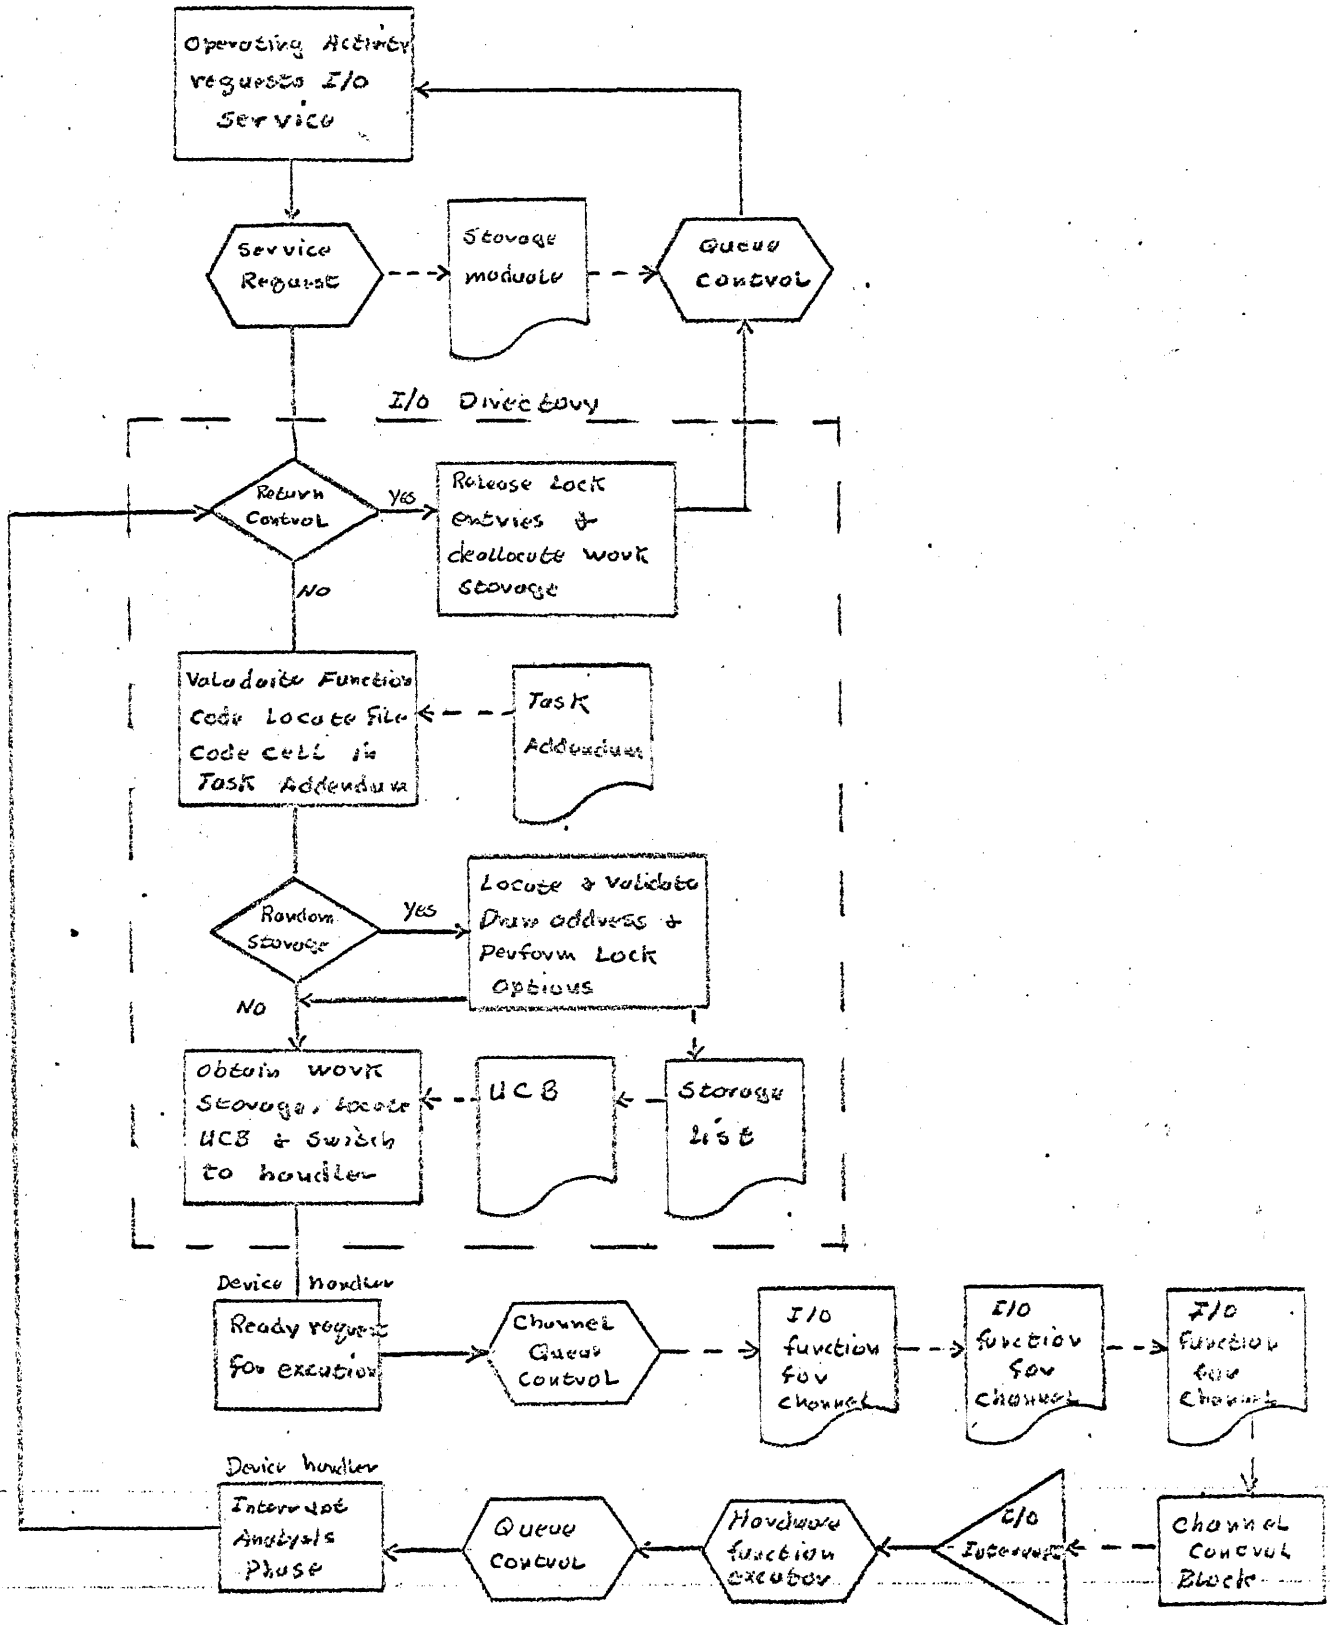 Operating Activity
requests I/O
Service
Service
Request
Storage
moduale
Queue
Control
I/O Directory
Return
Control
Yes
Release Lock
entries &
deallocate work
Storage
NO
Valadaite Function
Code Locate File
Code Cell in
Task Addendum
Task
Addendum
Random
Storage
Yes
Locate & Validate
Drum address &
Perform Lock
Options
NO
Obtain work
Storage, Locate
UCB & Switch
to handler
UCB
Storage
List
Device handler
Ready request
for excution
Channel
Queue
Control
I/O
function
for
channel
I/O
function
for
channel
I/O
function
for
channel
Device handler
Interrupt
Analysis
Phase
Queue
Control
Hardware
function
excutor
I/O
Interrupt
Channel
Control
Block